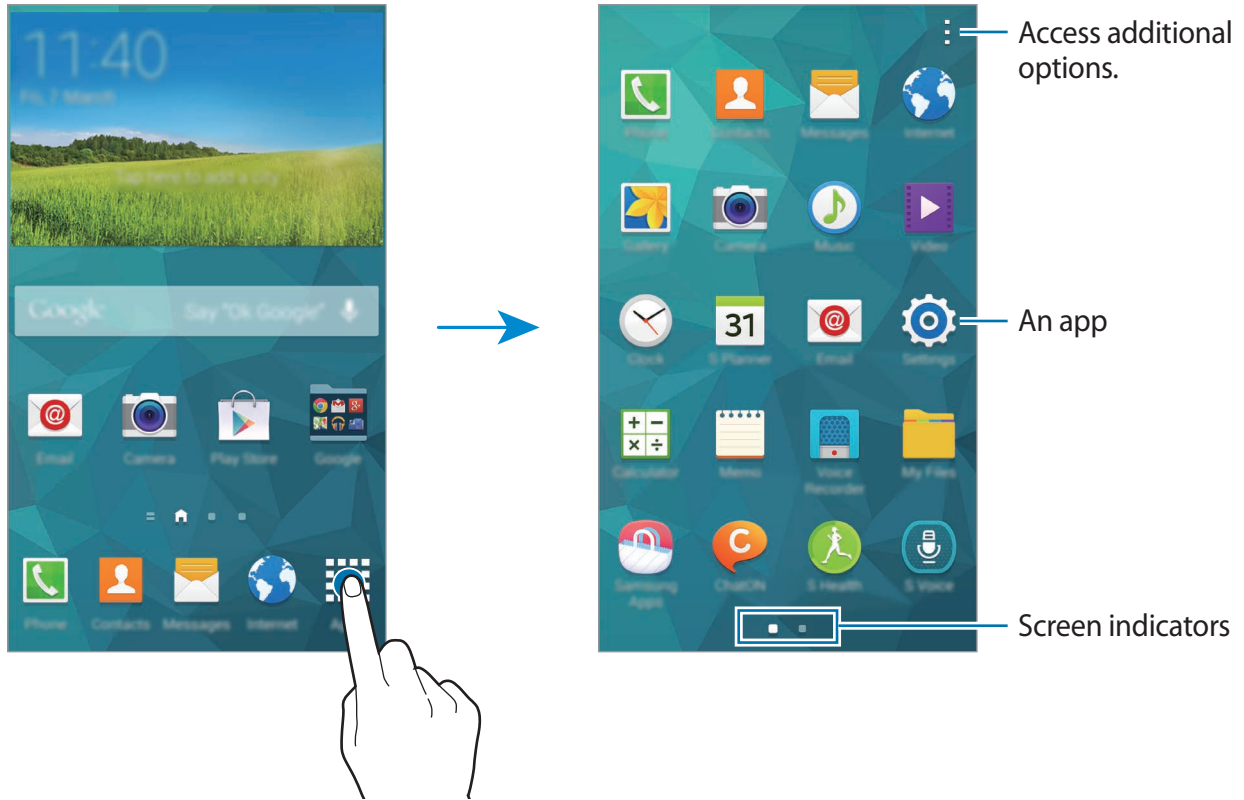 11:40
Fri, 7 March
Tap here to add a city
Google Say "Ok Google"
Email Camera Play Store Google
Phone Contacts Messages Internet
Access additional
options.
Phone Contacts Messages Internet
Gallery Camera Music Video
31
Clock S Planner Email Settings
An app
Calculator Memo Voice
Recorder My Files
C
Samsung
Apps ChatON S Health S Voice
Screen indicators